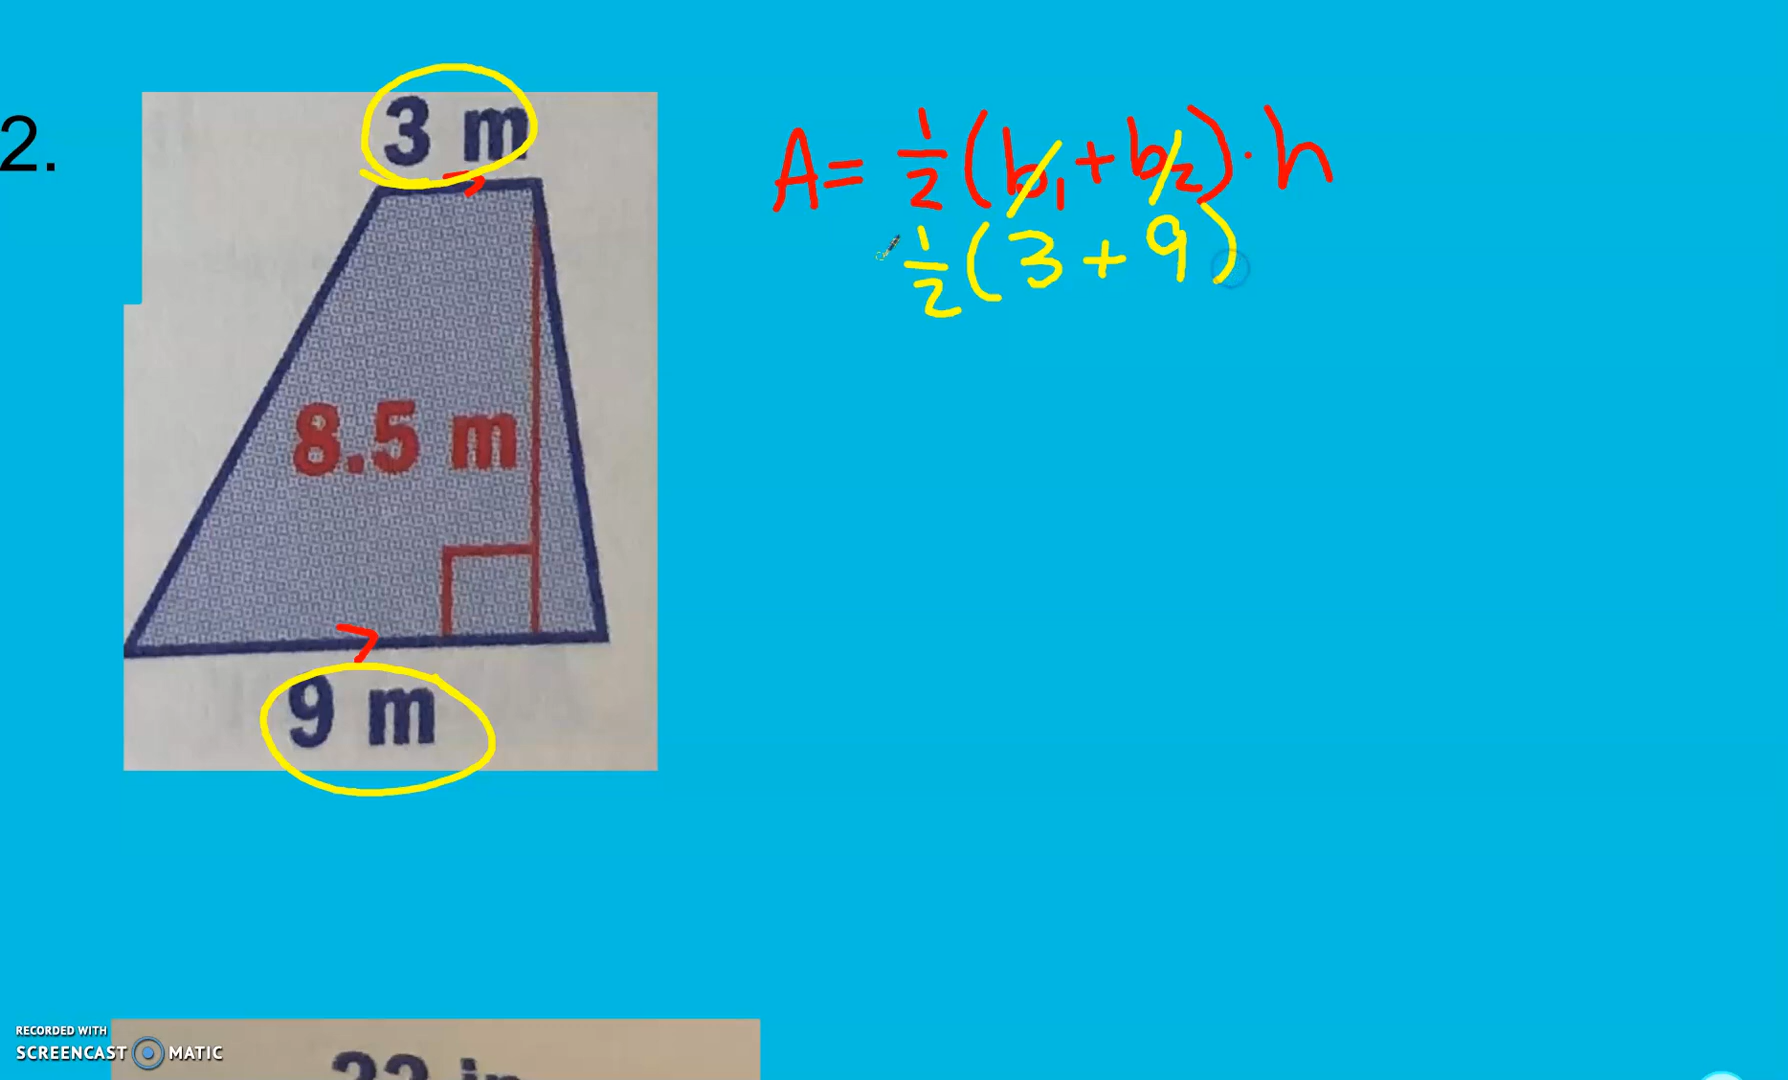 2.
3 m
8.5 m
9 m
A = 1/2 (b₁ + b₂) · h
1/2 (3 + 9)
RECORDED WITH
SCREENCAST MATIC